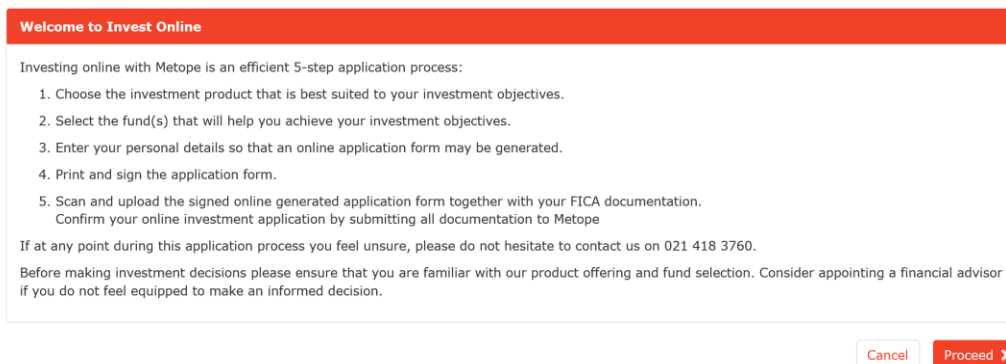 Welcome to Invest Online
Investing online with Metope is an efficient 5-step application process:
1. Choose the investment product that is best suited to your investment objectives.
2. Select the fund(s) that will help you achieve your investment objectives.
3. Enter your personal details so that an online application form may be generated.
4. Print and sign the application form.
5. Scan and upload the signed online generated application form together with your FICA documentation.
Confirm your online investment application by submitting all documentation to Metope
If at any point during this application process you feel unsure, please do not hesitate to contact us on 021 418 3760.
Before making investment decisions please ensure that you are familiar with our product offering and fund selection. Consider appointing a financial advisor
if you do not feel equipped to make an informed decision.
Cancel Proceed